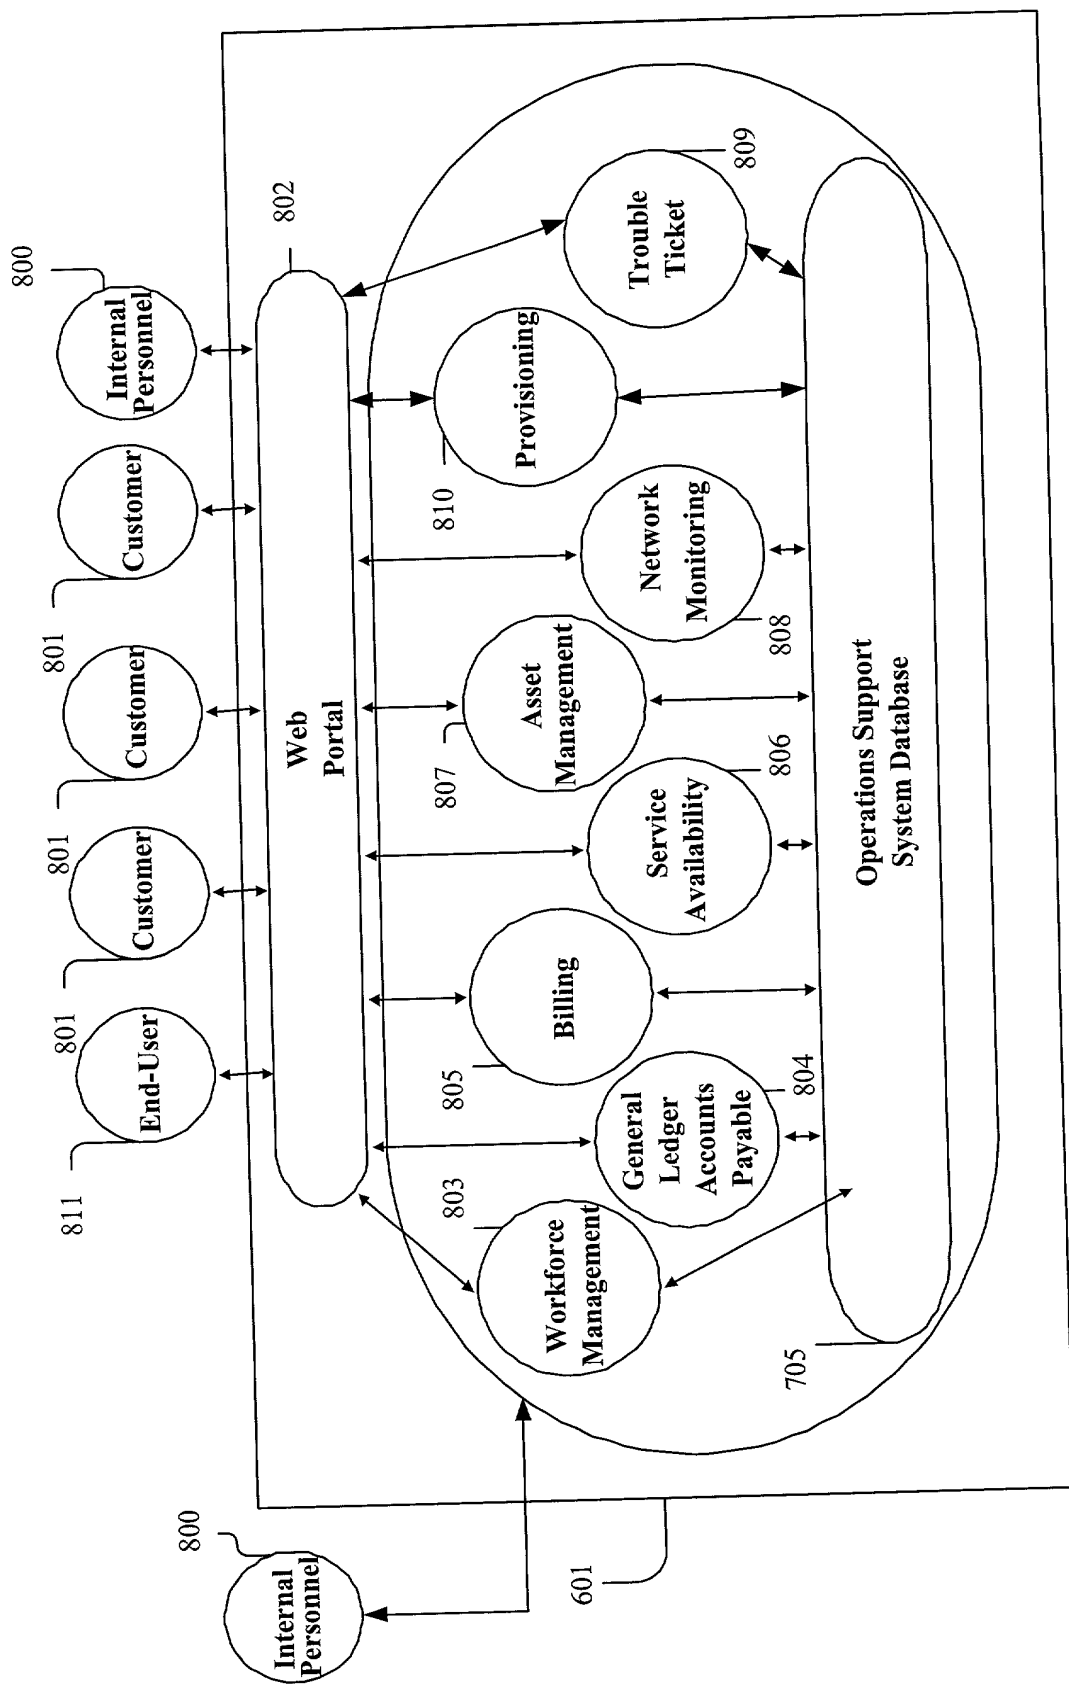 800
Internal
Personnel
811
End-User
801
Customer
801
Customer
801
Customer
800
Internal
Personnel
802
Web
Portal
803
Workforce
Management
804
General
Ledger
Accounts
Payable
805
Billing
806
Service
Availability
807
Asset
Management
808
Network
Monitoring
810
Provisioning
809
Trouble
Ticket
705
Operations Support
System Database
601